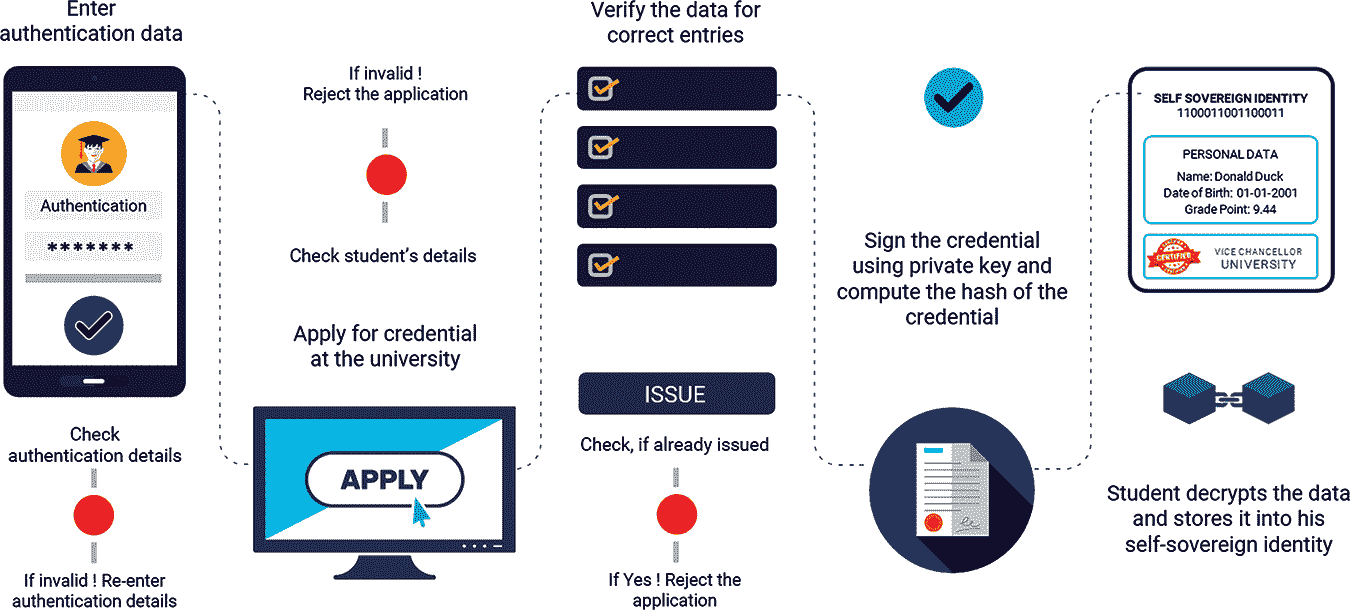 Enter
authentication data
Authentication
*******
Check
authentication details
If invalid ! Re-enter
authentication details
If invalid !
Reject the application
Check student’s details
Apply for credential
at the university
APPLY
Verify the data for
correct entries
ISSUE
Check, if already issued
If Yes ! Reject the
application
Sign the credential
using private key and
compute the hash of the
credential
SELF SOVEREIGN IDENTITY
1100011001100011
PERSONAL DATA
Name: Donald Duck
Date of Birth: 01-01-2001
Grade Point: 9.44
CERTIFIED
VICE CHANCELLOR
UNIVERSITY
Student decrypts the data
and stores it into his
self-sovereign identity